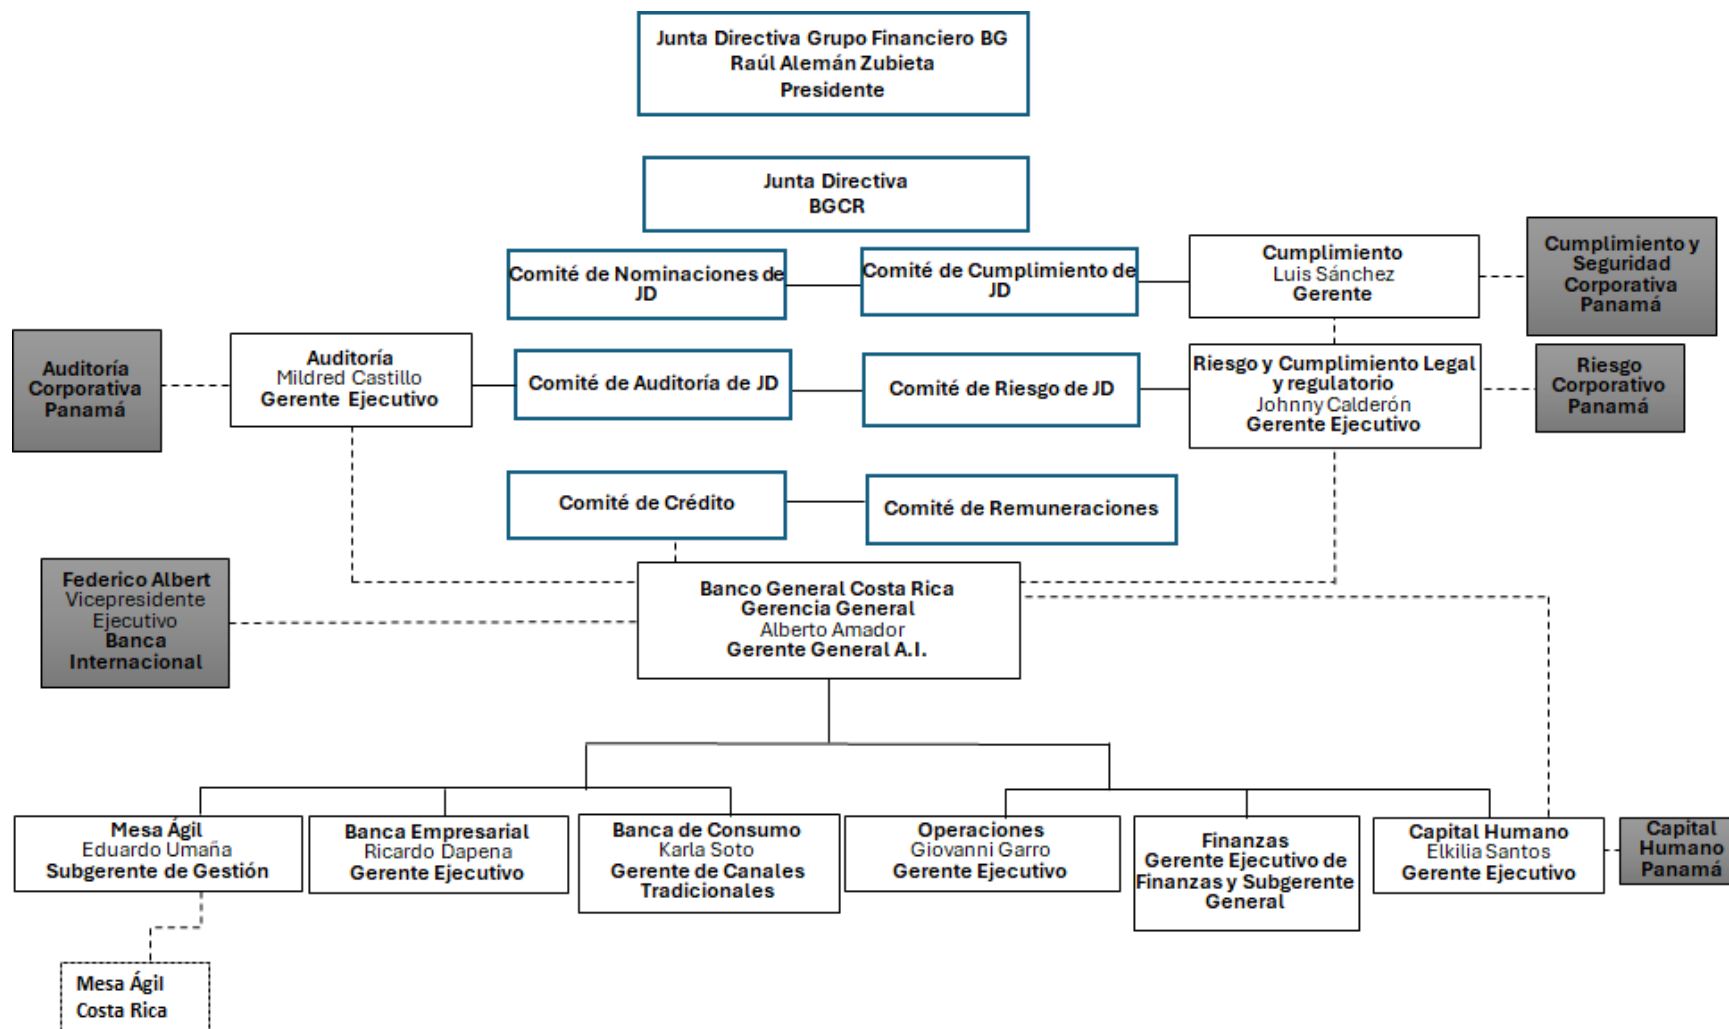 Junta Directiva Grupo Financiero BG
Raúl Alemán Zubieta
Presidente
Junta Directiva
BGCR
Comité de Nominaciones de
JD
Comité de Cumplimiento de
JD
Cumplimiento
Luis Sánchez
Gerente
Cumplimiento y
Seguridad
Corporativa
Panamá
Auditoría
Corporativa
Panamá
Auditoría
Mildred Castillo
Gerente Ejecutivo
Comité de Auditoría de JD
Comité de Riesgo de JD
Riesgo y Cumplimiento Legal
y regulatorio
Johnny Calderón
Gerente Ejecutivo
Riesgo
Corporativo
Panamá
Comité de Crédito
Comité de Remuneraciones
Federico Albert
Vicepresidente
Ejecutivo
Banca
Internacional
Banco General Costa Rica
Gerencia General
Alberto Amador
Gerente General A.I.
Mesa Ágil
Eduardo Umaña
Subgerente de Gestión
Banca Empresarial
Ricardo Dapena
Gerente Ejecutivo
Banca de Consumo
Karla Soto
Gerente de Canales
Tradicionales
Operaciones
Giovanni Garro
Gerente Ejecutivo
Finanzas
Gerente Ejecutivo de
Finanzas y Subgerente
General
Capital Humano
Elkilia Santos
Gerente Ejecutivo
Capital
Humano
Panamá
Mesa Ágil
Costa Rica